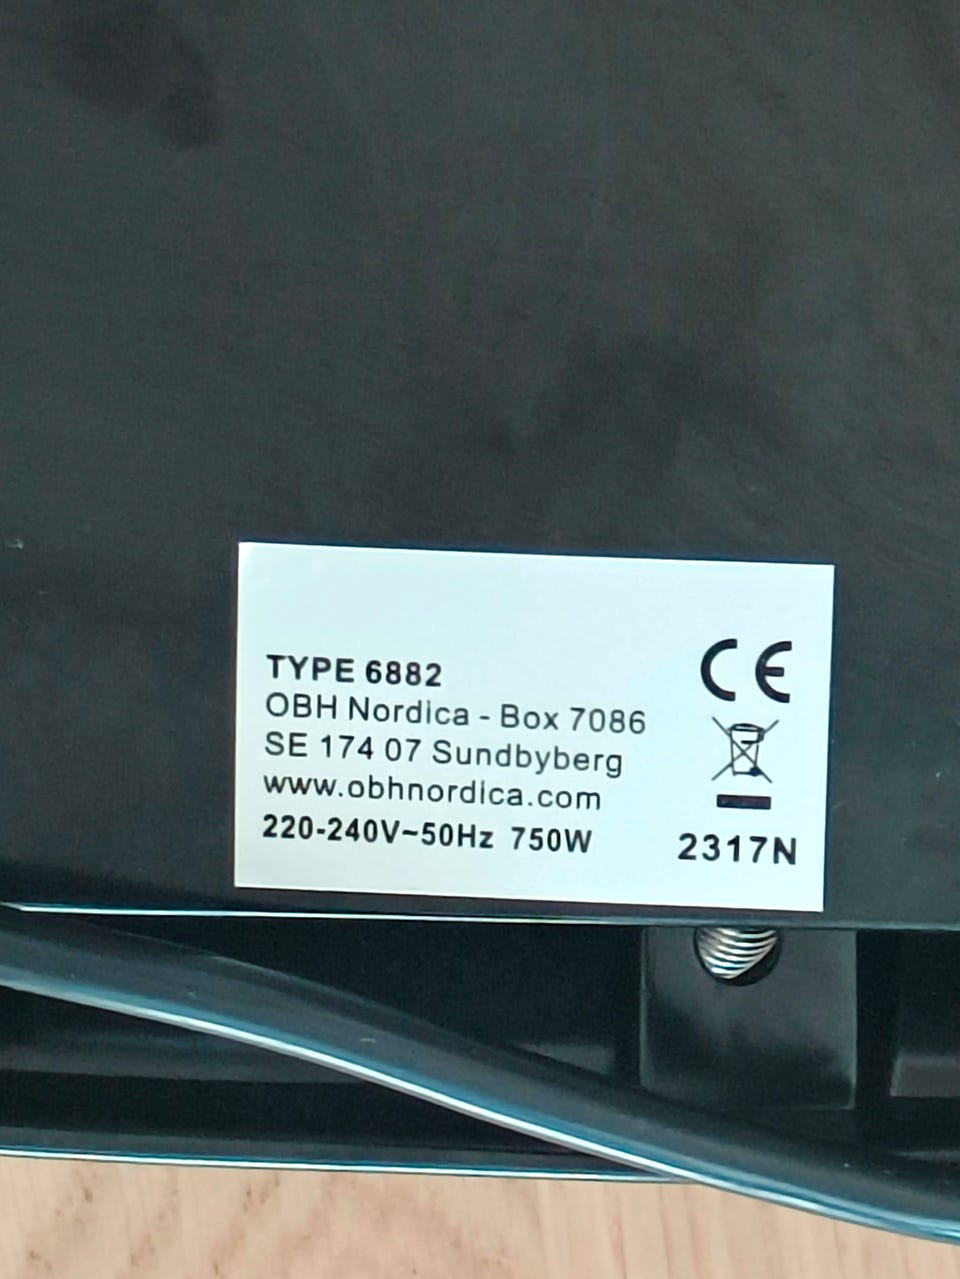 TYPE 6882
OBH Nordica - Box 7086
SE 174 07 Sundbyberg
www.obhnordica.com
220-240V~50Hz 750W
CE
2317N